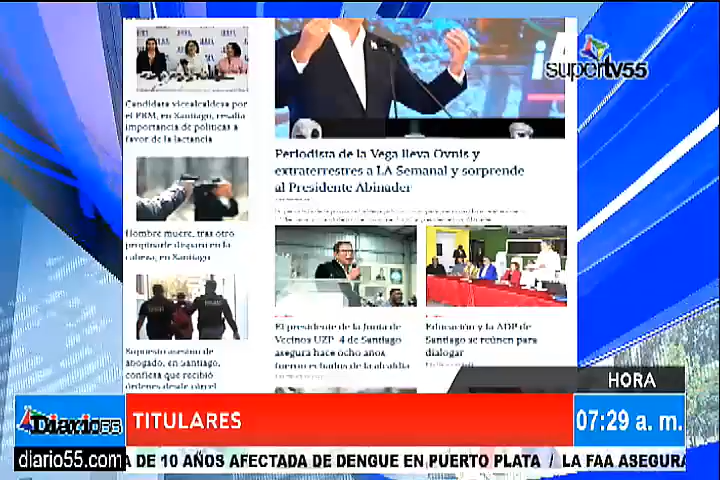 supertv55
Candidata vicealcaldesa por
el PRM, en Santiago, resalta
importancia de políticas a
favor de la lactancia
Periodista de la Vega lleva Ovnis y
extraterrestres a LA Semanal y sorprende
al Presidente Abinader
Hombre muere, tras otro
propinarle disparo en la
cabeza, en Santiago
El presidente de la Junta de
Vecinos UZP-4 de Santiago
asegura hace ocho años
fueron echados de la alcaldía
Educación y la ADP de
Santiago se reúnen para
dialogar
Supuesto asesino de
abogado, en Santiago,
confiesa que recibió
órdenes desde cárcel
HORA
Diario55
TITULARES
07:29 a. m.
diario55.com
A DE 10 AÑOS AFECTADA DE DENGUE EN PUERTO PLATA / LA FAA ASEGURA